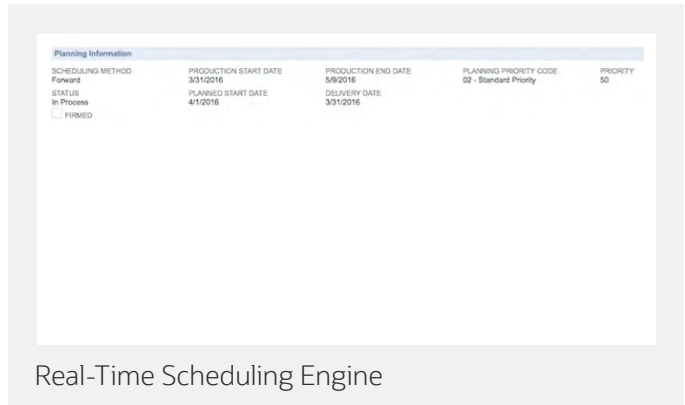 Planning Information
SCHEDULING METHOD PRODUCTION START DATE PRODUCTION END DATE PLANNING PRIORITY CODE PRIORITY
Forward 3/31/2016 5/9/2016 02 - Standard Priority 50
STATUS PLANNED START DATE DELIVERY DATE
In Process 4/1/2016 3/31/2016
FIRMED
Real-Time Scheduling Engine